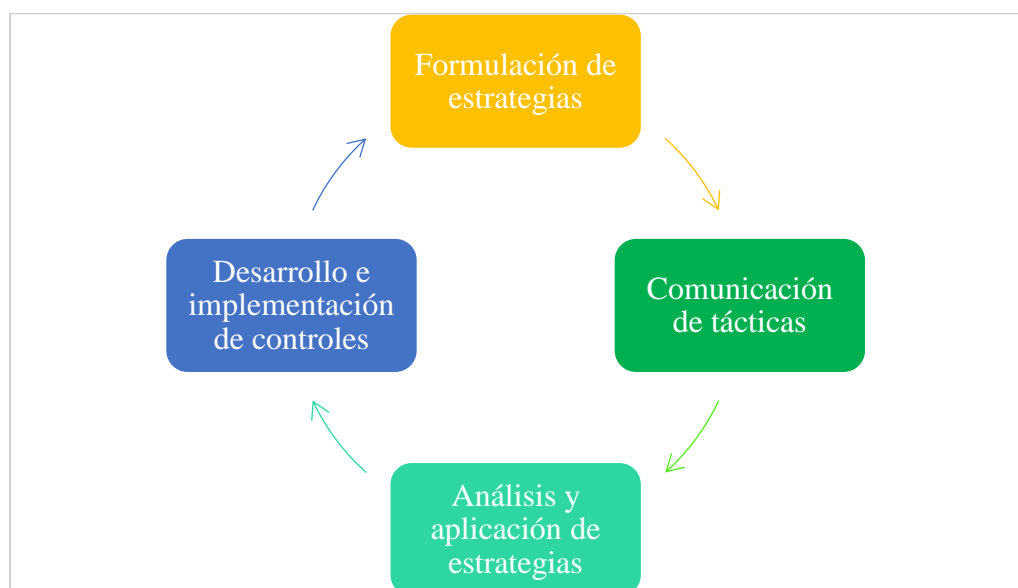 Formulación de
estrategias
Comunicación
de tácticas
Análisis y
aplicación de
estrategias
Desarrollo e
implementación
de controles